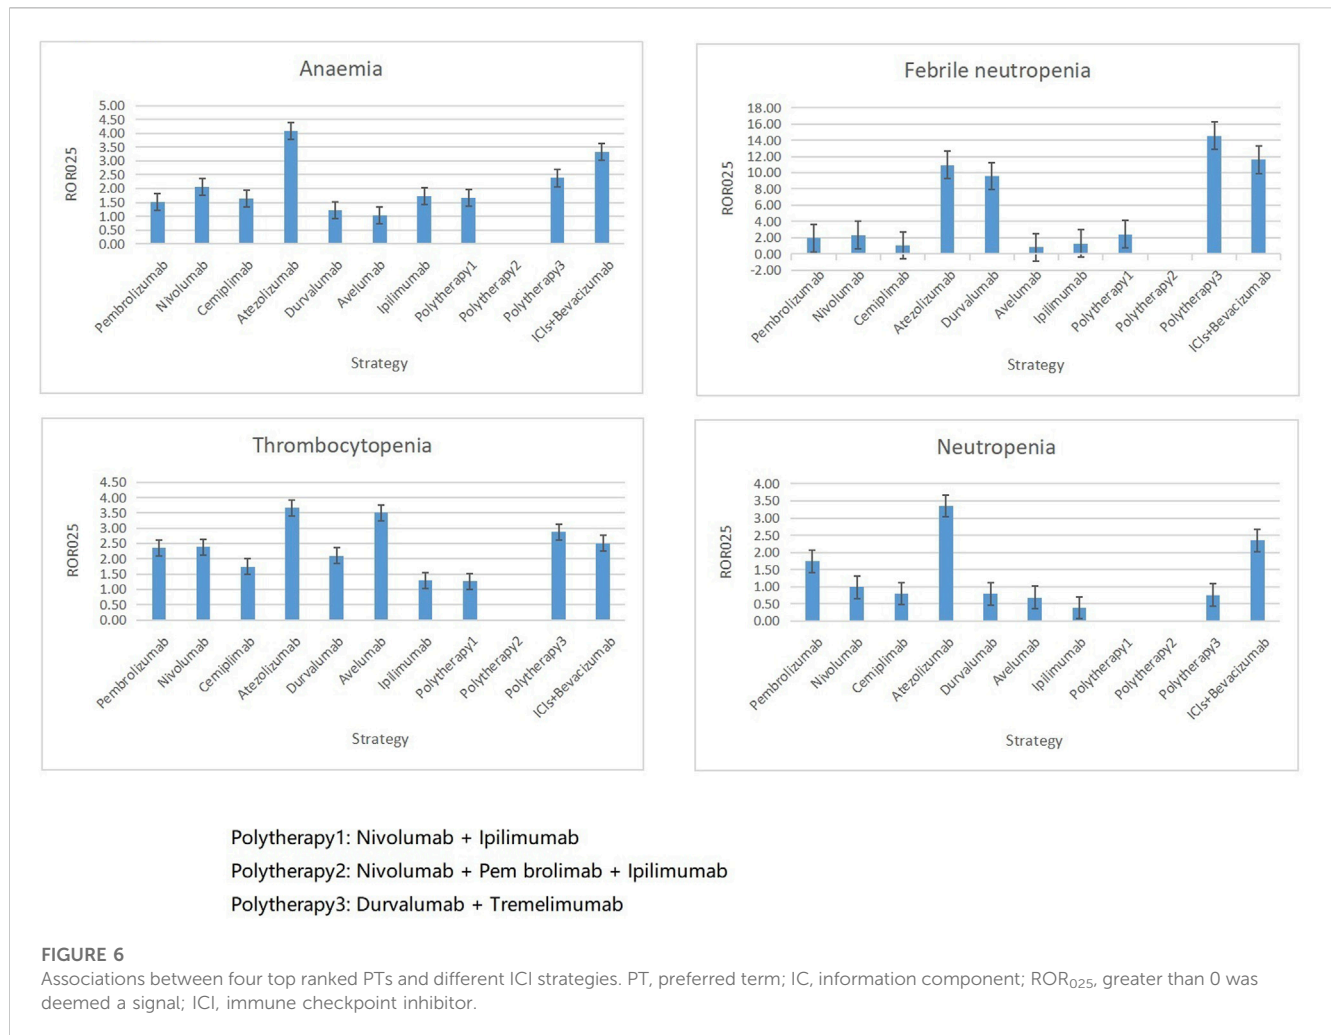 Anaemia
ROR025
5.00
4.50
4.00
3.50
3.00
2.50
2.00
1.50
1.00
0.50
0.00
Pembrolizumab
Nivolumab
Cemiplimab
Atezolizumab
Durvalumab
Avelumab
Ipilimumab
Polytherapy1
Polytherapy2
Polytherapy3
ICIs+Bevacizumab
Strategy
Febrile neutropenia
ROR025
18.00
16.00
14.00
12.00
10.00
8.00
6.00
4.00
2.00
0.00
-2.00
Pembrolizumab
Nivolumab
Cemiplimab
Atezolizumab
Durvalumab
Avelumab
Ipilimumab
Polytherapy1
Polytherapy2
Polytherapy3
ICIs+Bevacizumab
Strategy
Thrombocytopenia
ROR025
4.50
4.00
3.50
3.00
2.50
2.00
1.50
1.00
0.50
0.00
Pembrolizumab
Nivolumab
Cemiplimab
Atezolizumab
Durvalumab
Avelumab
Ipilimumab
Polytherapy1
Polytherapy2
Polytherapy3
ICIs+Bevacizumab
Strategy
Neutropenia
ROR025
4.00
3.50
3.00
2.50
2.00
1.50
1.00
0.50
0.00
Pembrolizumab
Nivolumab
Cemiplimab
Atezolizumab
Durvalumab
Avelumab
Ipilimumab
Polytherapy1
Polytherapy2
Polytherapy3
ICIs+Bevacizumab
Strategy
Polytherapy1: Nivolumab + Ipilimumab
Polytherapy2: Nivolumab + Pem brolimab + Ipilimumab
Polytherapy3: Durvalumab + Tremelimumab
FIGURE 6
Associations between four top ranked PTs and different ICI strategies. PT, preferred term; IC, information component; ROR₀₂₅, greater than 0 was
deemed a signal; ICI, immune checkpoint inhibitor.